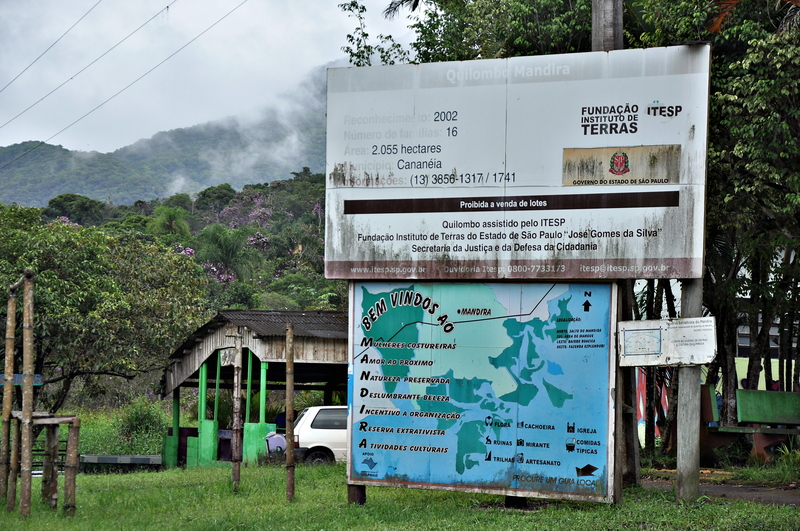 Quilombo Mandira
Reconhecimento: 2002
Número de famílias: 16
Área: 2.055 hectares
Município: Cananéia
Informações: (13) 3856-1317 / 1741
FUNDAÇÃO
INSTITUTO DE
TERRAS
ITESP
GOVERNO DO ESTADO DE SÃO PAULO
Proibida a venda de lotes
Quilombo assistido pelo ITESP
Fundação Instituto de Terras do Estado de São Paulo "José Gomes da Silva"
Secretaria da Justiça e da Defesa da Cidadania
www.itesp.sp.gov.br Ouvidoria Itesp: 0800-7733173 itesp@itesp.sp.gov.br
BEM VINDOS AO
MANDIRA
N
MULHERES COSTUREIRAS
AMOR AO PRÓXIMO
NATUREZA PRESERVADA
DESLUMBRANTE BELEZA
INCENTIVO A ORGANIZAÇÃO
RESERVA EXTRATIVISTA
ATIVIDADES CULTURAIS
LOCALIZAÇÃO
FLORA
CACHOEIRA
IGREJA
RUINAS
MIRANTE
COMIDAS
TIPICAS
TRILHA
ARTESANATO
APOIO
PROCURE UM GUIA LOCAL